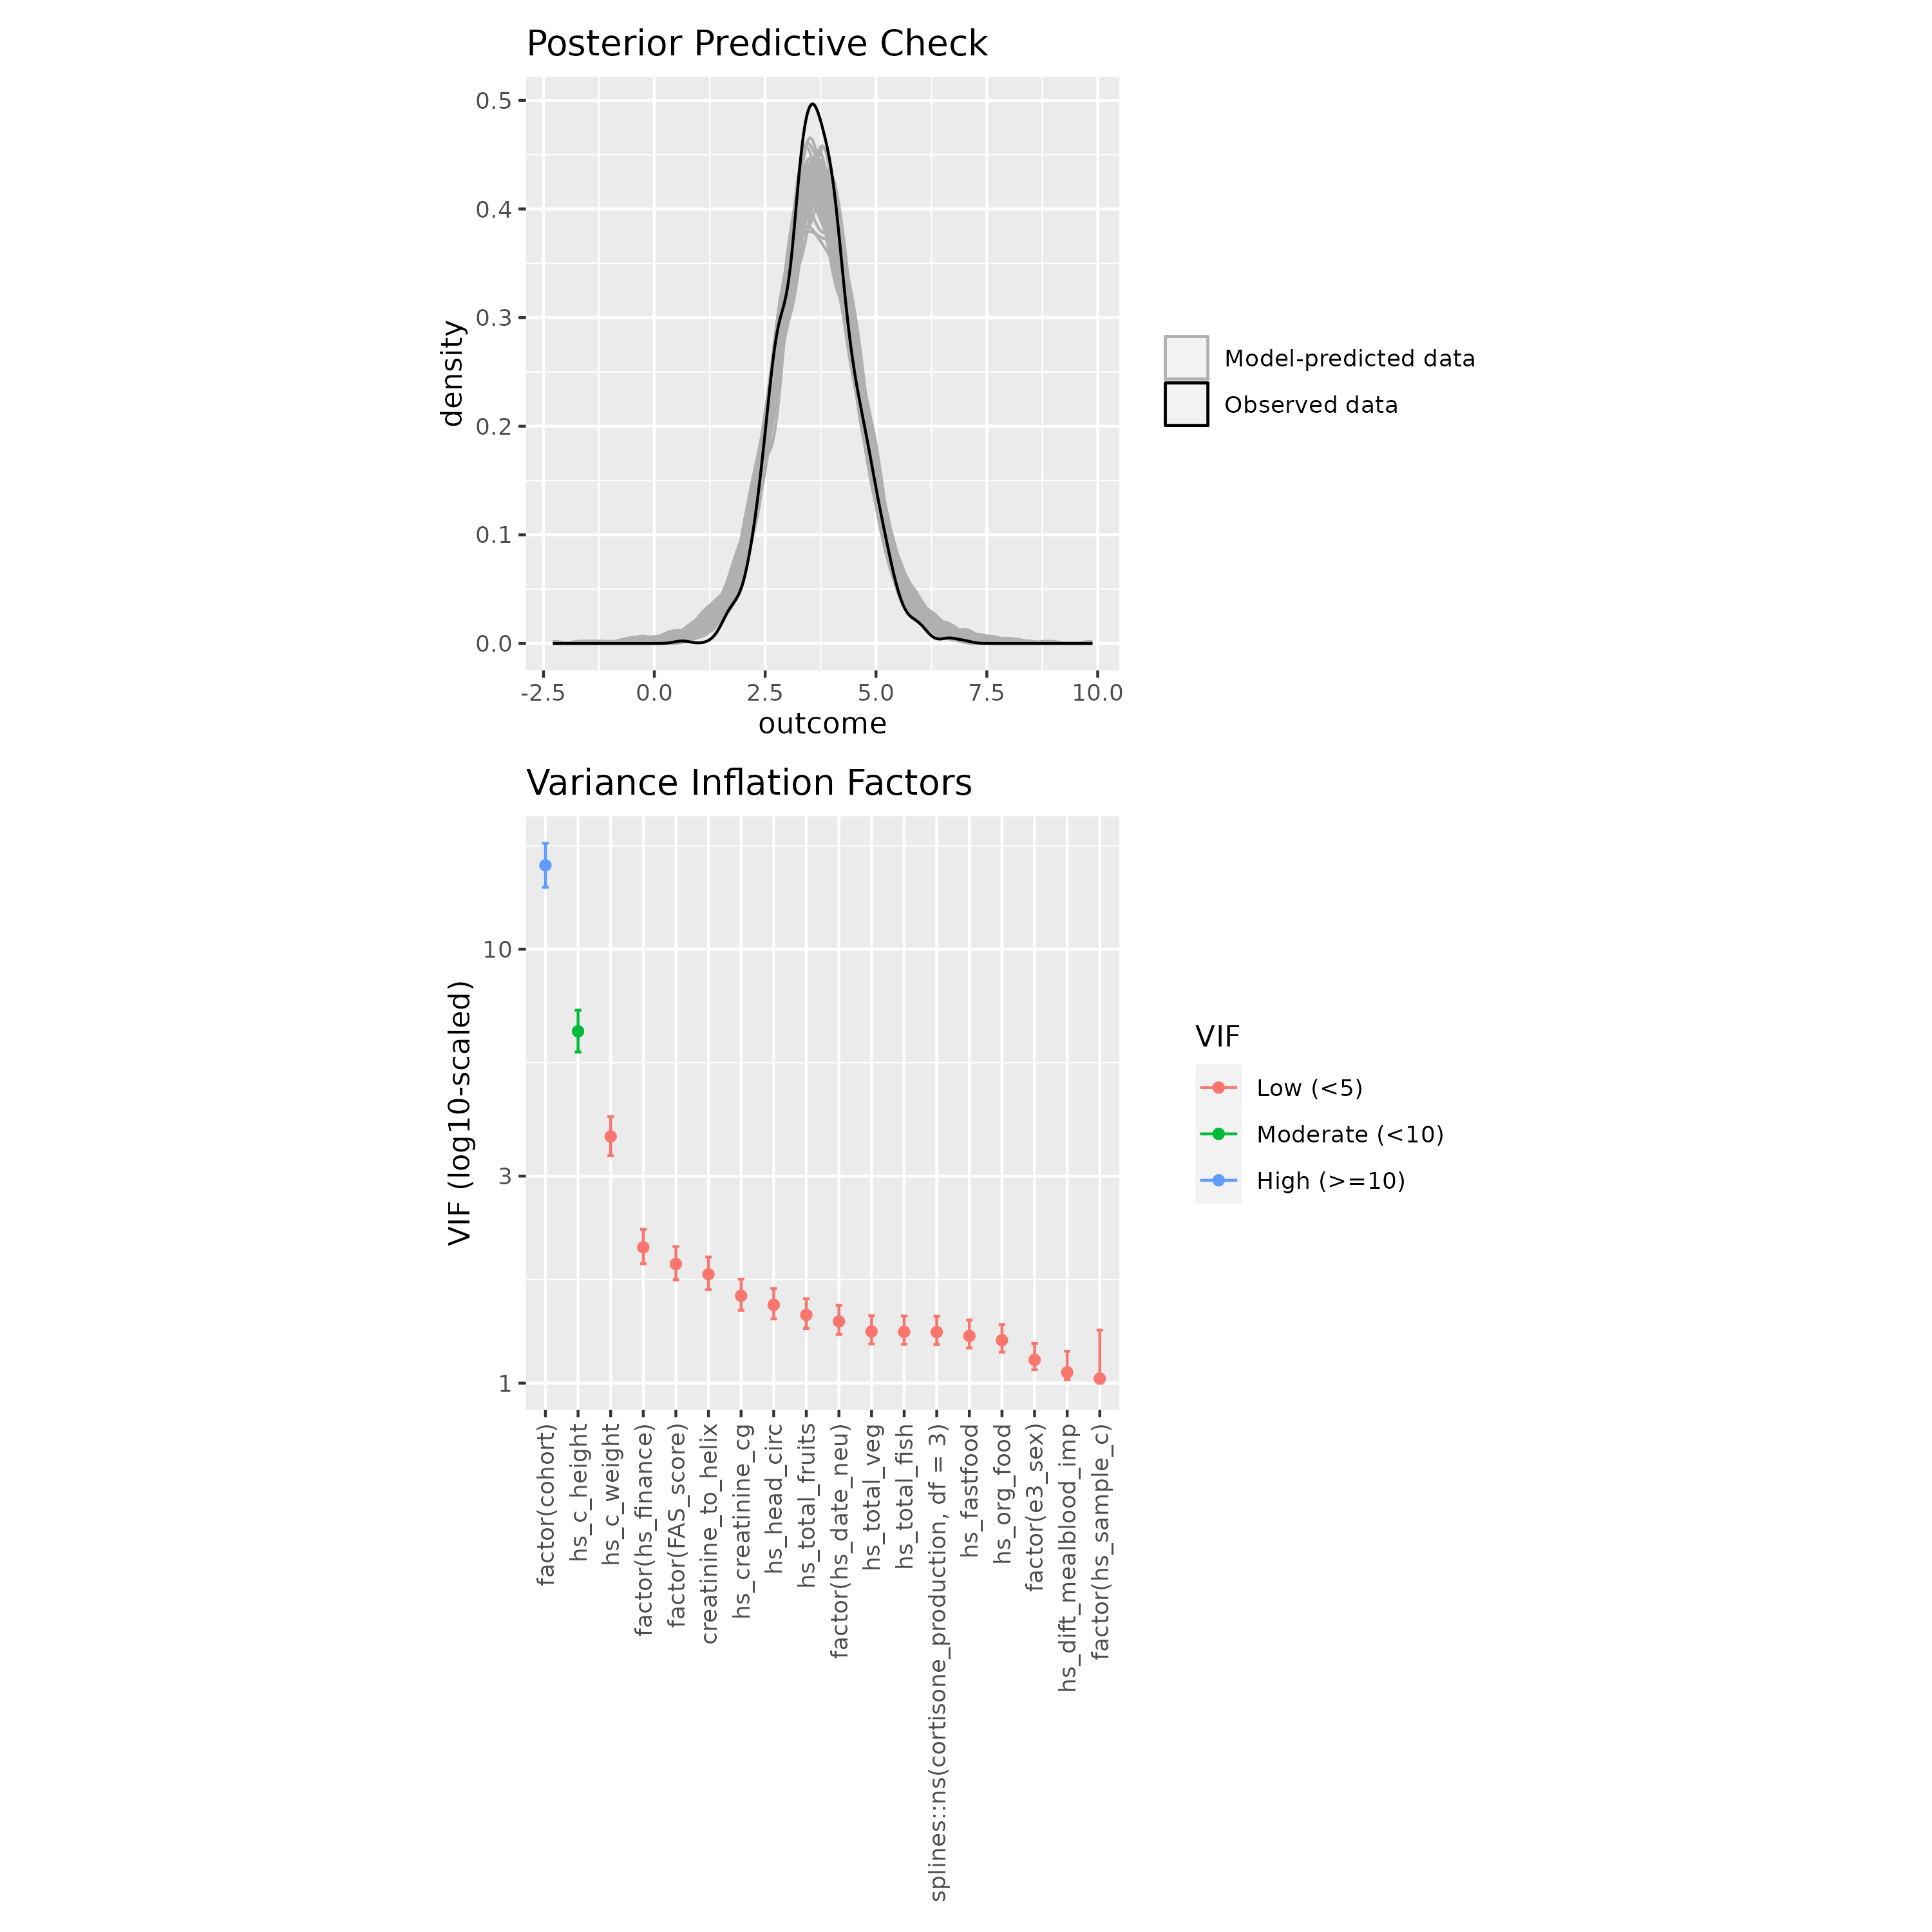 Posterior Predictive Check
0.5
0.4
0.3
0.2
0.1
0.0
density
-2.5 0.0 2.5 5.0 7.5 10.0
outcome
Model-predicted data
Observed data
Variance Inflation Factors
10
3
1
VIF (log10-scaled)
factor(cohort)
hs_c_height
hs_c_weight
factor(hs_finance)
factor(FAS_score)
creatinine_to_helix
hs_creatinine_cg
hs_head_circ
hs_total_fruits
factor(hs_date_neu)
hs_total_veg
hs_total_fish
splines::ns(cortisone_production, df = 3)
hs_fastfood
hs_org_food
factor(e3_sex)
hs_dift_mealblood_imp
factor(hs_sample_c)
VIF
Low (<5)
Moderate (<10)
High (>=10)